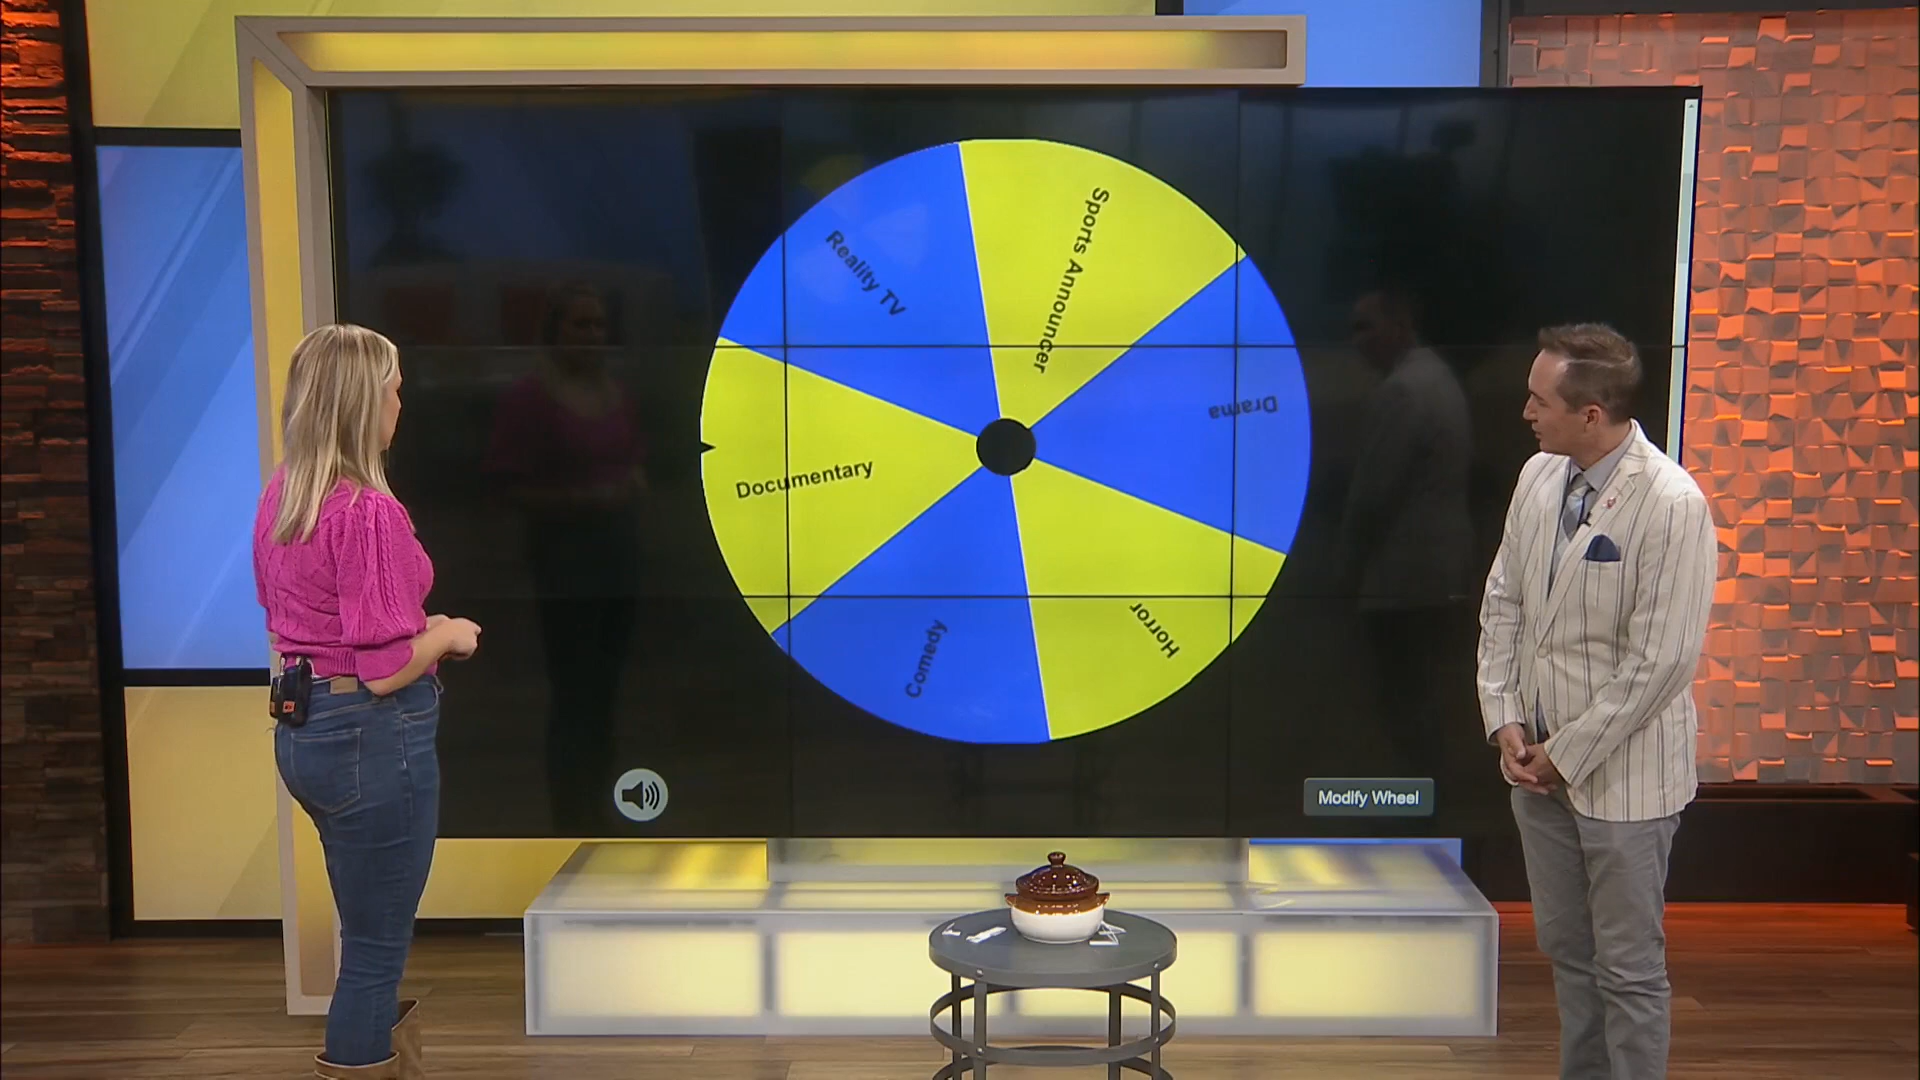 Sports Announcer
Reality TV
Drama
Documentary
Horror
Comedy
Modify Wheel